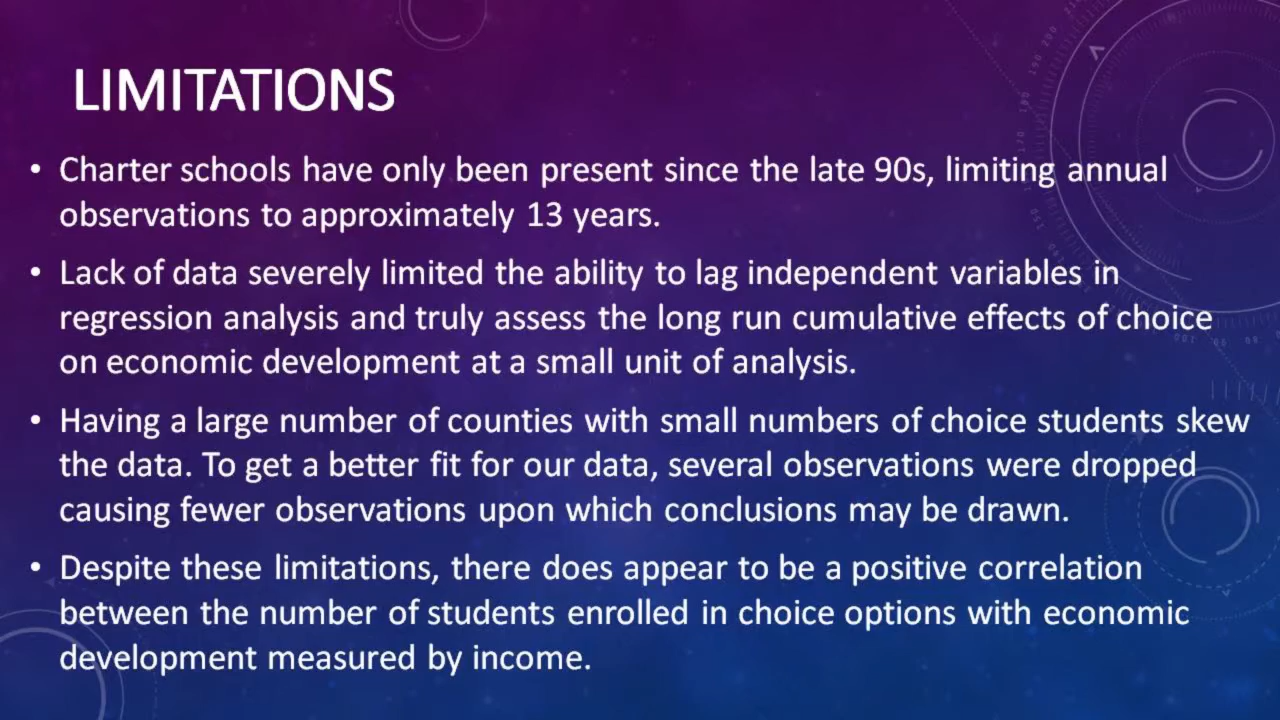 LIMITATIONS
• Charter schools have only been present since the late 90s, limiting annual
observations to approximately 13 years.
• Lack of data severely limited the ability to lag independent variables in
regression analysis and truly assess the long run cumulative effects of choice
on economic development at a small unit of analysis.
• Having a large number of counties with small numbers of choice students skew
the data. To get a better fit for our data, several observations were dropped
causing fewer observations upon which conclusions may be drawn.
• Despite these limitations, there does appear to be a positive correlation
between the number of students enrolled in choice options with economic
development measured by income.